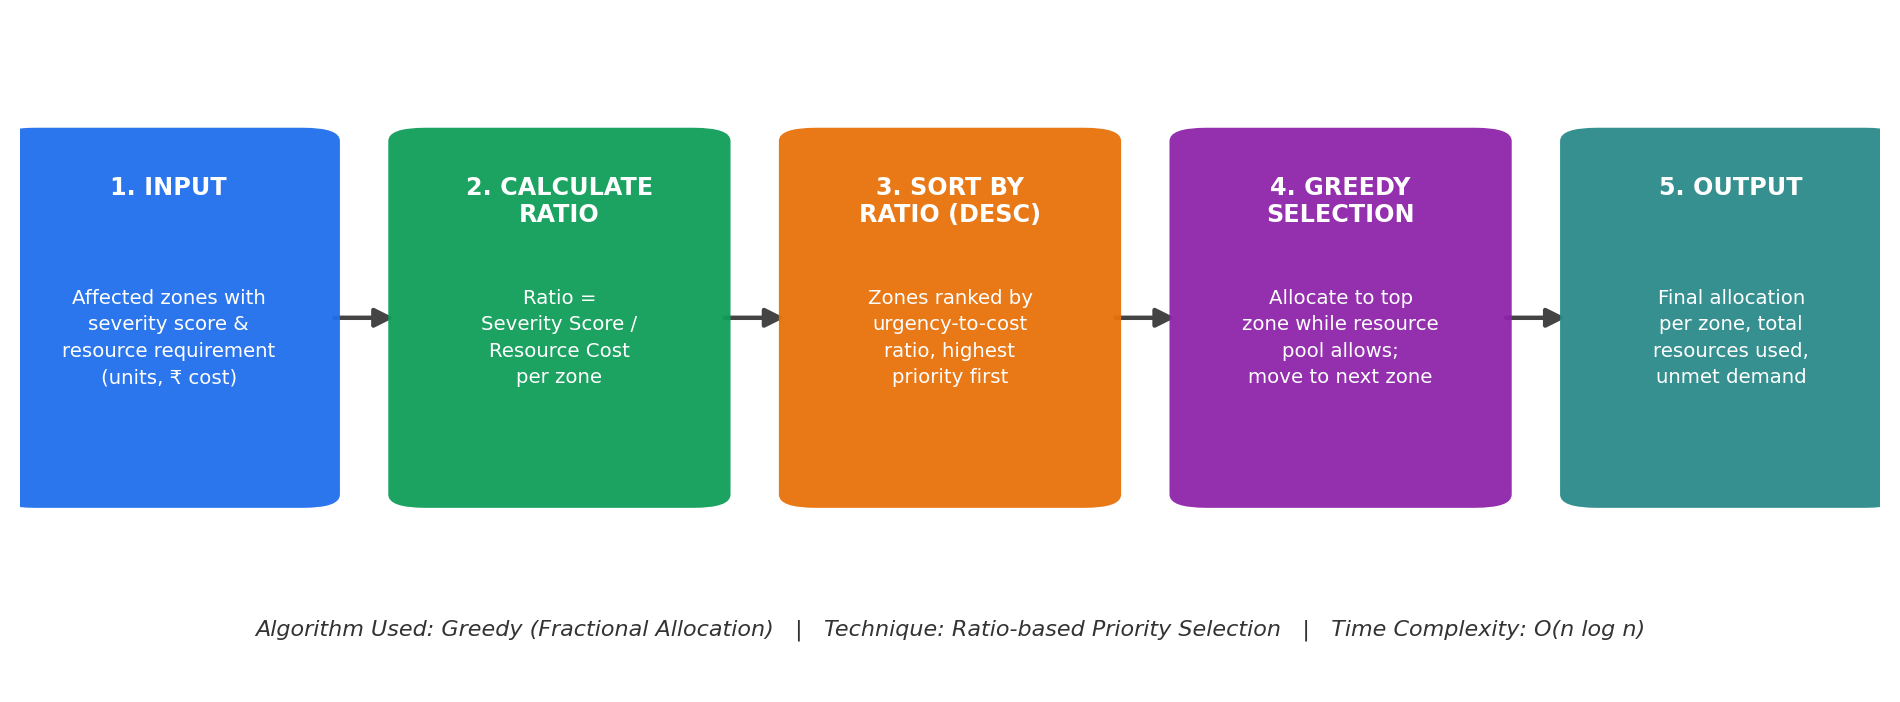 1. INPUT
Affected zones with
severity score &
resource requirement
(units, ₹ cost)
2. CALCULATE
RATIO
Ratio =
Severity Score /
Resource Cost
per zone
3. SORT BY
RATIO (DESC)
Zones ranked by
urgency-to-cost
ratio, highest
priority first
4. GREEDY
SELECTION
Allocate to top
zone while resource
pool allows;
move to next zone
5. OUTPUT
Final allocation
per zone, total
resources used,
unmet demand
Algorithm Used: Greedy (Fractional Allocation) | Technique: Ratio-based Priority Selection | Time Complexity: O(n log n)